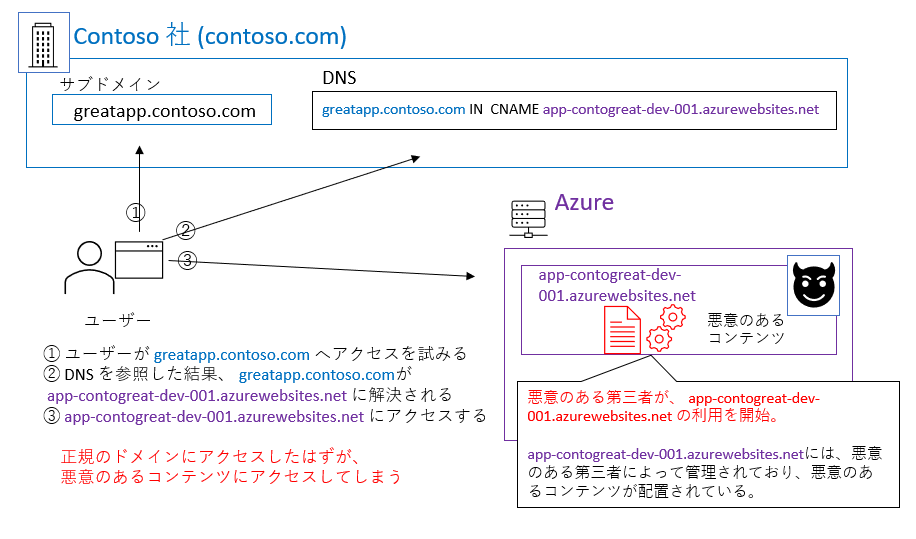 Contoso 社 (contoso.com)
サブドメイン
greatapp.contoso.com
DNS
greatapp.contoso.com IN CNAME app-contogreat-dev-001.azurewebsites.net
①
②
③
ユーザー
Azure
app-contogreat-dev-
001.azurewebsites.net
悪意のある
コンテンツ
① ユーザーが greatapp.contoso.com へアクセスを試みる
② DNS を参照した結果、 greatapp.contoso.comが
app-contogreat-dev-001.azurewebsites.net に解決される
③ app-contogreat-dev-001.azurewebsites.net にアクセスする
正規のドメインにアクセスしたはずが、
悪意のあるコンテンツにアクセスしてしまう
悪意のある第三者が、 app-contogreat-dev-
001.azurewebsites.net の利用を開始。
app-contogreat-dev-001.azurewebsites.netには、悪意
のある第三者によって管理されており、悪意のあ
るコンテンツが配置されている。